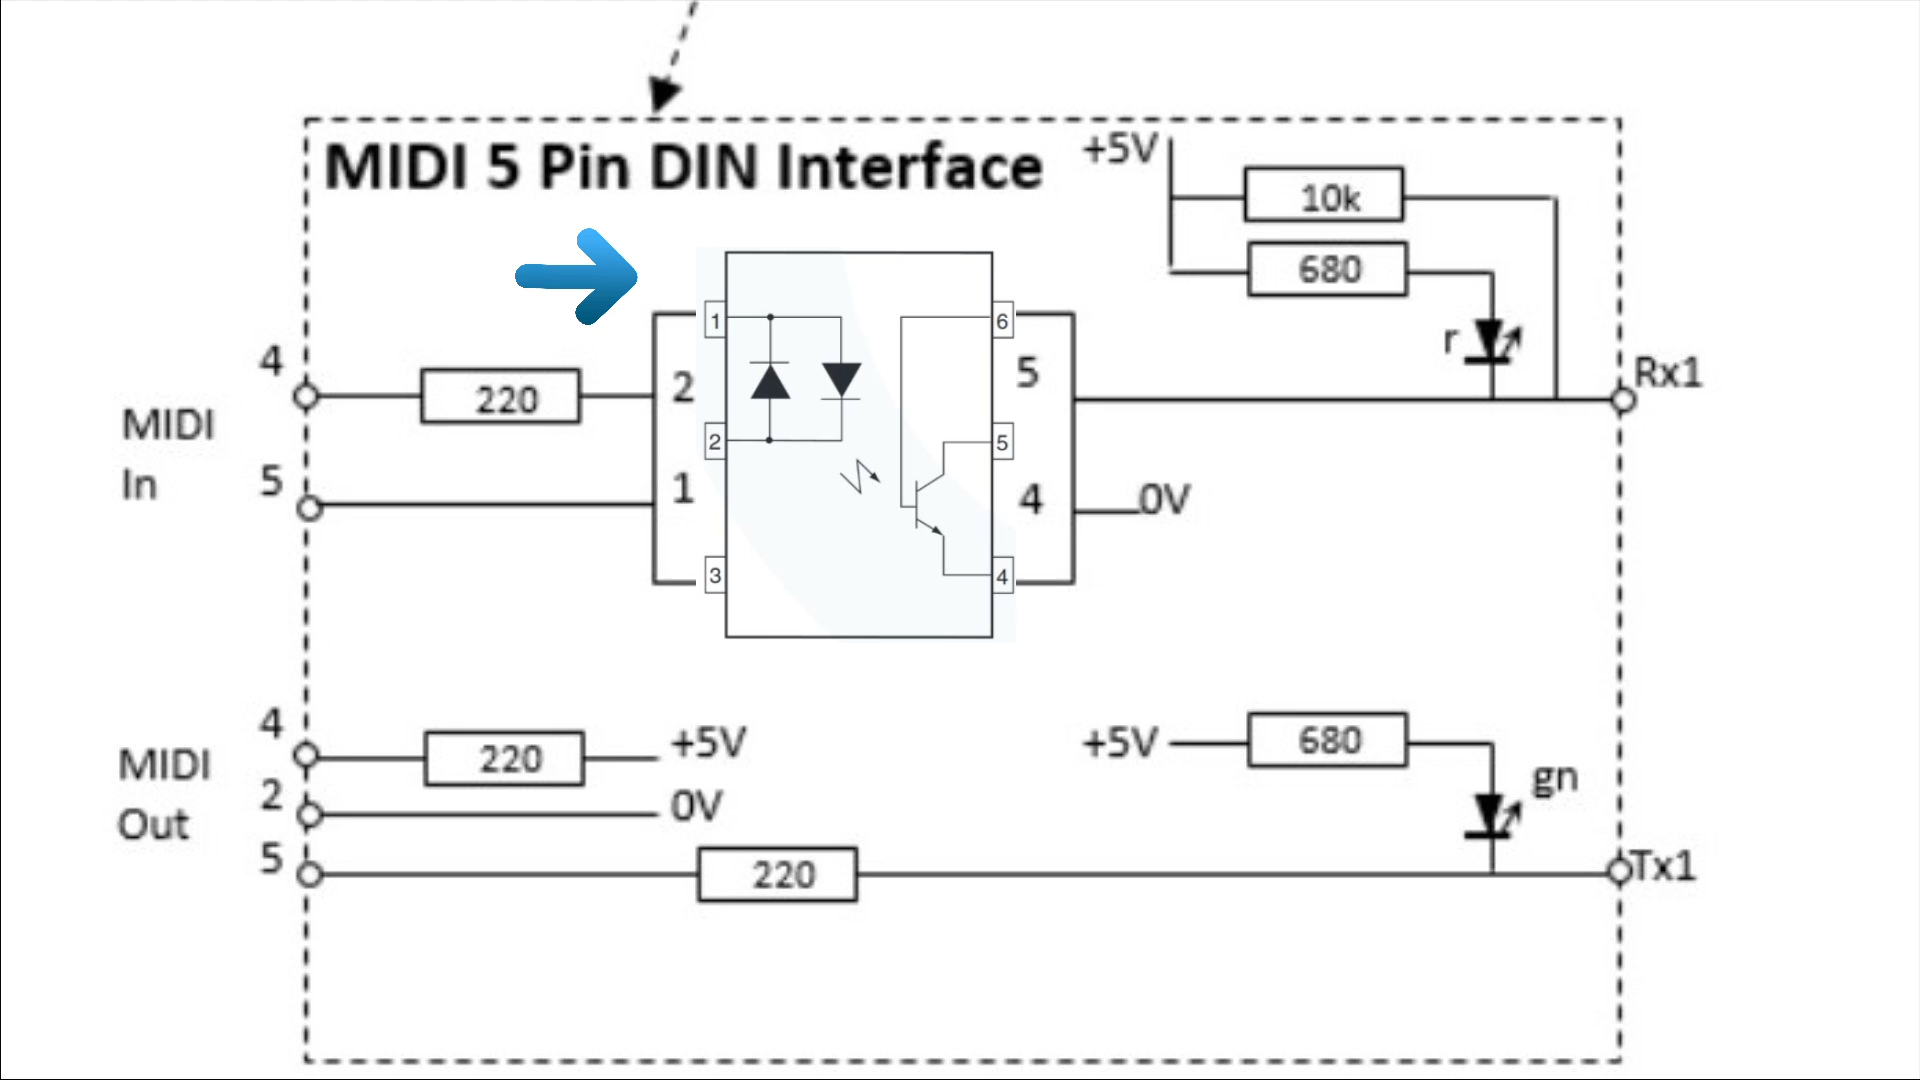 MIDI 5 Pin DIN Interface
+5V
10k
680
r
Rx1
1
6
2
5
4
220
MIDI
In
2
5
5
1
4
0V
3
4
4
220
+5V
MIDI
Out
2
0V
5
220
+5V
680
gn
Tx1